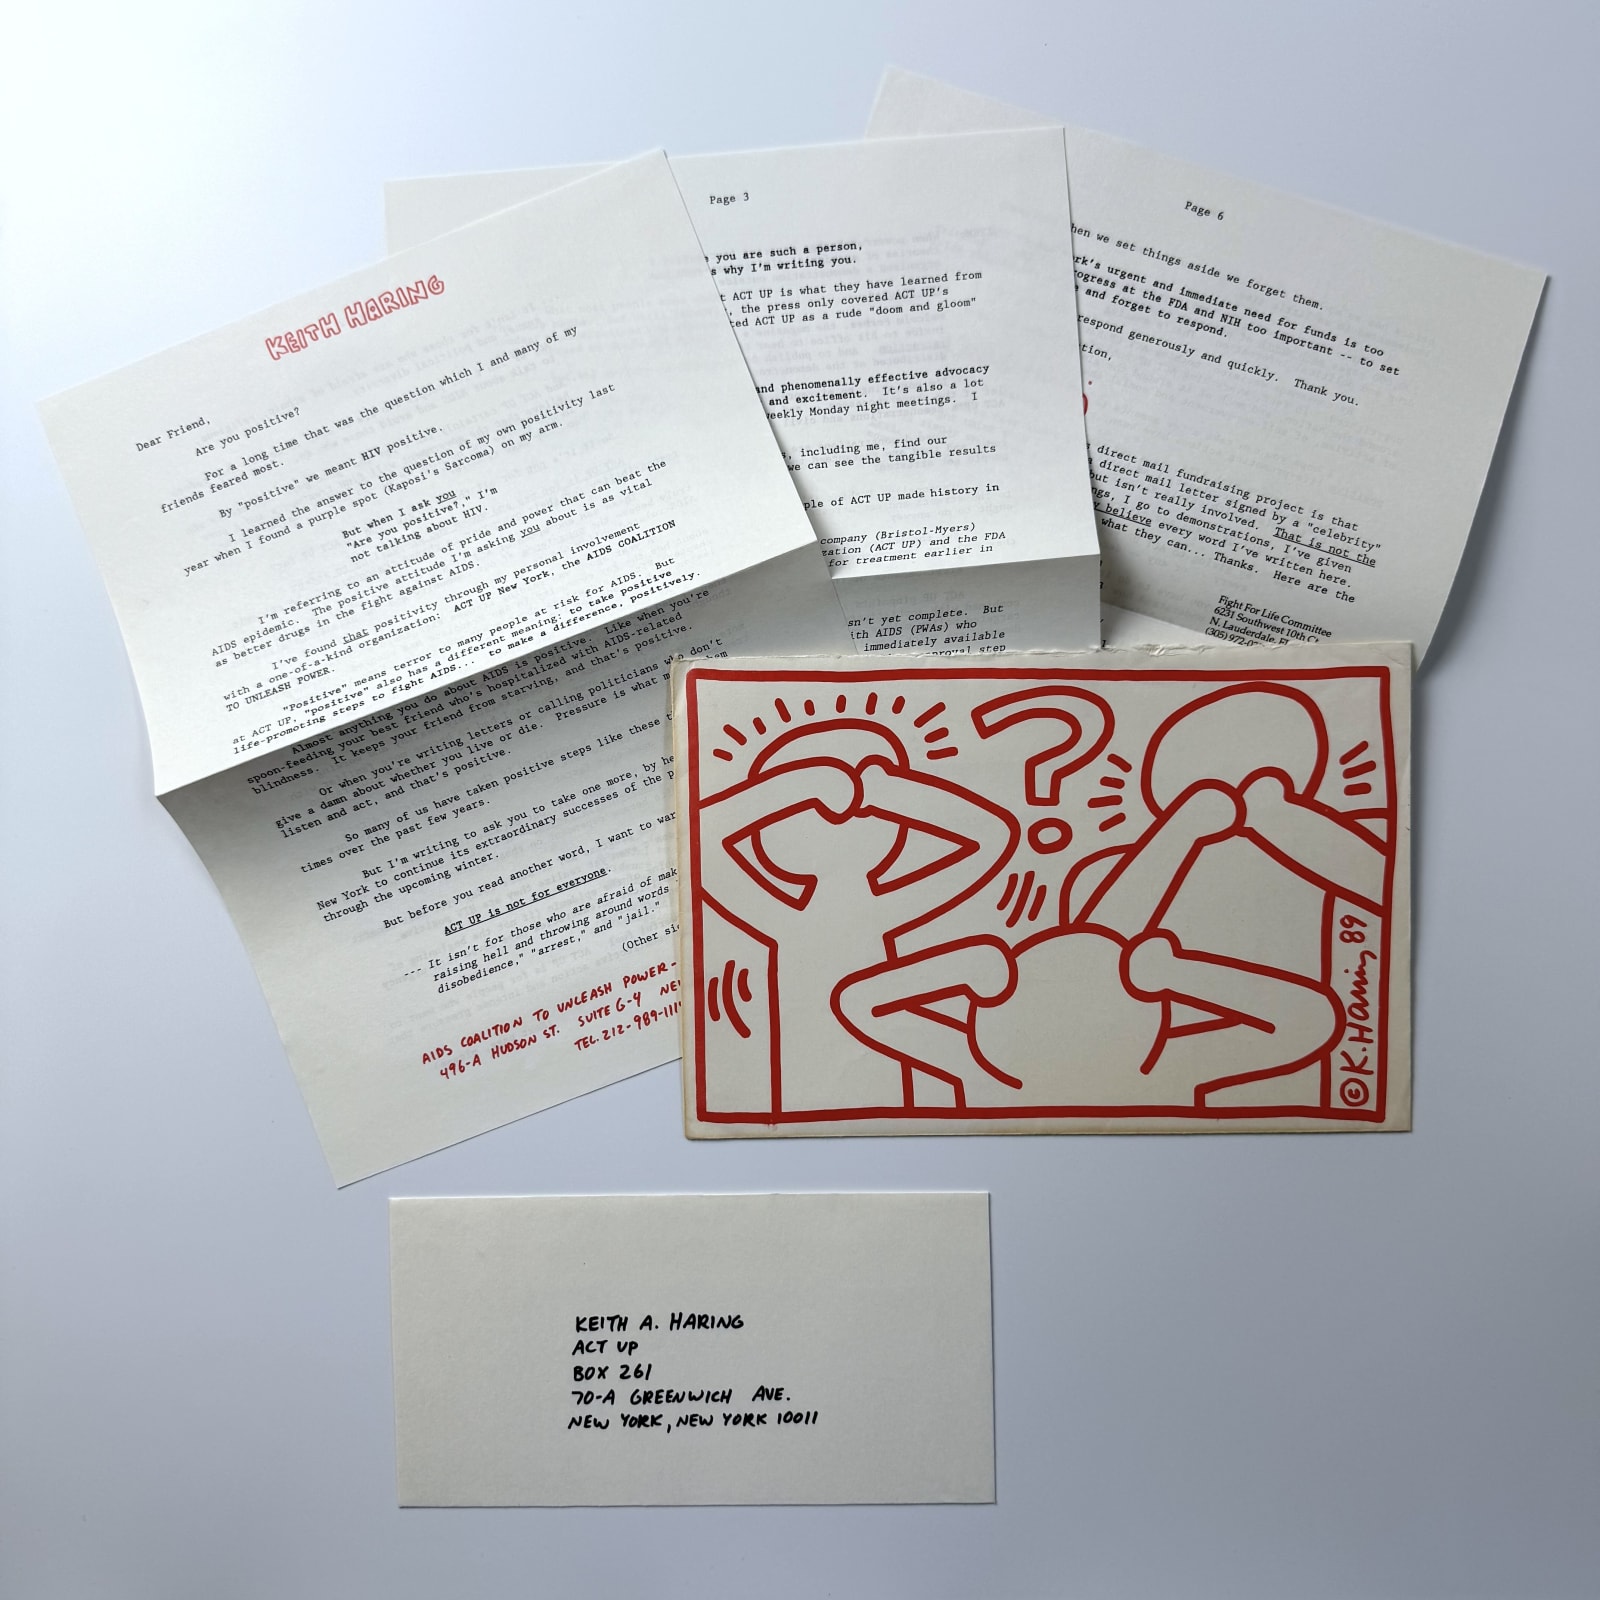 KEITH HARING
Dear Friend,
Are you positive?
For a long time that was the question which I and many of my
friends feared most.
By "positive" we meant HIV positive.
I learned the answer to the question of my own positivity last
year when I found a purple spot (Kaposi's Sarcoma) on my arm.
But when I ask you
"Are you positive?," I'm
not talking about HIV.
I'm referring to an attitude of pride and power that can beat the
AIDS epidemic. The positive attitude I'm asking you about is as vital
as better drugs in the fight against AIDS.
I've found that positivity through my personal involvement
with a one-of-a-kind organization: ACT UP New York, the AIDS COALITION
TO UNLEASH POWER.
"Positive" means terror to many people at risk for AIDS. But
at ACT UP, "positive" also has a different meaning: to take positive
life-promoting steps to fight AIDS... to make a difference, positively.
Almost anything you do about AIDS is positive. Like when you're
spoon-feeding your best friend who's hospitalized with AIDS-related
blindness. It keeps your friend from starving, and that's positive.
Or when you're writing letters or calling politicians who don't
give a damn about whether you live or die. Pressure is what
listen and act, and that's positive.
So many of us have taken positive steps like these
times over the past few years.
But I'm writing to ask you to take one more, by
New York to continue its extraordinary successes of the
through the upcoming winter.
But before you read another word, I want to
ACT UP is not for everyone.
--- It isn't for those who are afraid of
raising hell and throwing around words
disobedience," "arrest," and "jail."
(Other
AIDS COALITION TO UNLEASH POWER-
496-A HUDSON ST. SUITE G-4
TEL. 212-989-111
Page 3
you are such a person,
why I'm writing you.
ACT UP is what they have learned from
, the press only covered ACT UP's
ACT UP as a rude "doom and gloom"
and phenomenally effective advocacy
and excitement. It's also a lot
weekly Monday night meetings. I
, including me, find our
we can see the tangible results
of ACT UP made history in
company (Bristol-Myers)
(ACT UP) and the FDA
for treatment earlier in
isn't yet complete. But
with AIDS (PWAs) who
immediately available
approval step
Page 6
when we set things aside we forget them.
urgent and immediate need for funds is too
progress at the FDA and NIH too important -- to set
and forget to respond.
respond generously and quickly. Thank you.
direct mail fundraising project is that
direct mail letter signed by a "celebrity"
but isn't really involved. That is not the
I go to demonstrations, I've given
believe every word I've written here.
what they can... Thanks. Here are the
Fight For Life Committee
6231 Southwest 10th Ct.
N. Lauderdale, FL
(305) 972-0
?
© K. Haring 89
KEITH A. HARING
ACT UP
BOX 261
70-A GREENWICH AVE.
NEW YORK, NEW YORK 10011